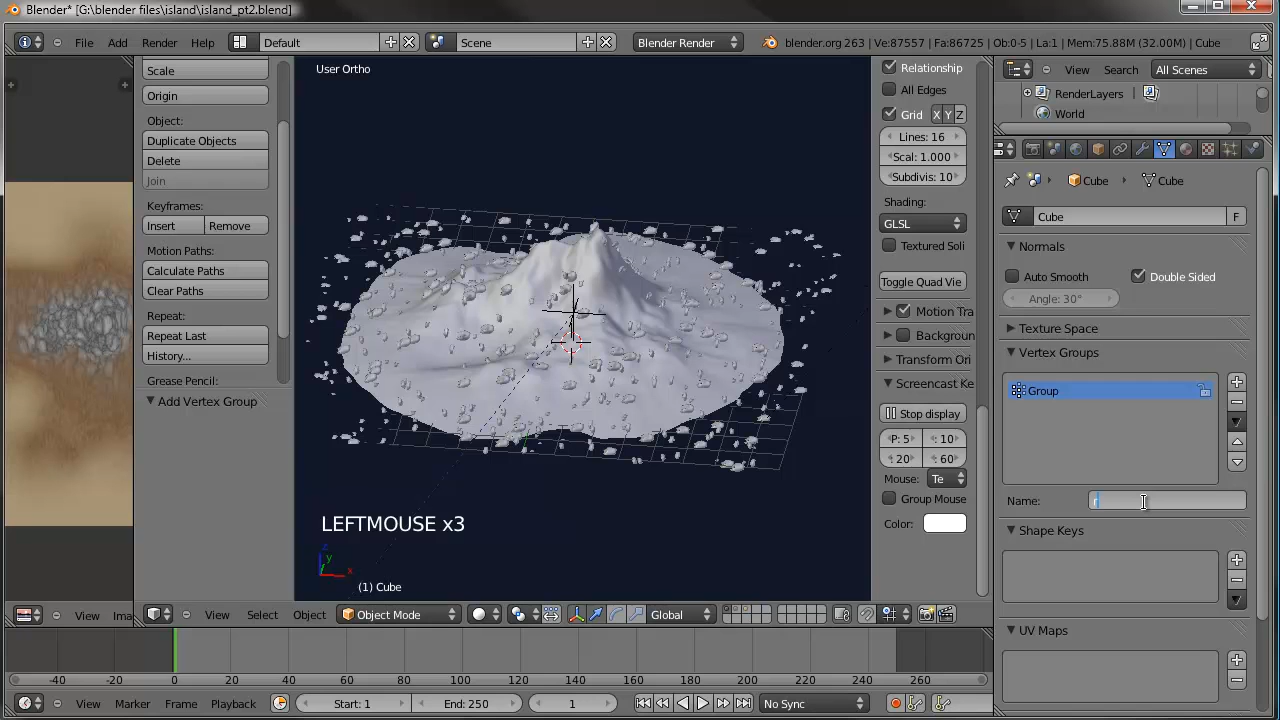 Blender* [G:\blender files\island\island_pt2.blend]
File Add Render Help Default Scene Blender Render blender.org 263 | Ve:87557 | Fa:86725 | Ob:0-5 | La:1 | Mem:75.88M (32.00M) | Cube
Scale
Origin
Object:
Duplicate Objects
Delete
Join
Keyframes:
Insert Remove
Motion Paths:
Calculate Paths
Clear Paths
Repeat:
Repeat Last
History...
Grease Pencil:
Add Vertex Group
User Ortho
LEFTMOUSE x3
z
y
x
(1) Cube
Relationship
All Edges
Grid X Y Z
Lines: 16
Scal: 1.000
Subdivis: 10
Shading:
GLSL
Textured Soli
Toggle Quad Vie
Motion Tra
Backgroun
Transform Ori
Screencast Ke
Stop display
P: 5 : 10
: 20 : 60
Mouse: Te
Group Mouse
Color:
View Search All Scenes
RenderLayers
World
Cube Cube
Cube F
Normals
Auto Smooth Double Sided
Angle: 30°
Texture Space
Vertex Groups
Group
Name: r
Shape Keys
UV Maps
View Ima
View Select Object Object Mode Global
-40 -20 0 20 40 60 80 100 120 140 160 180 200 220 240 260
View Marker Frame Playback Start: 1 End: 250 1 No Sync